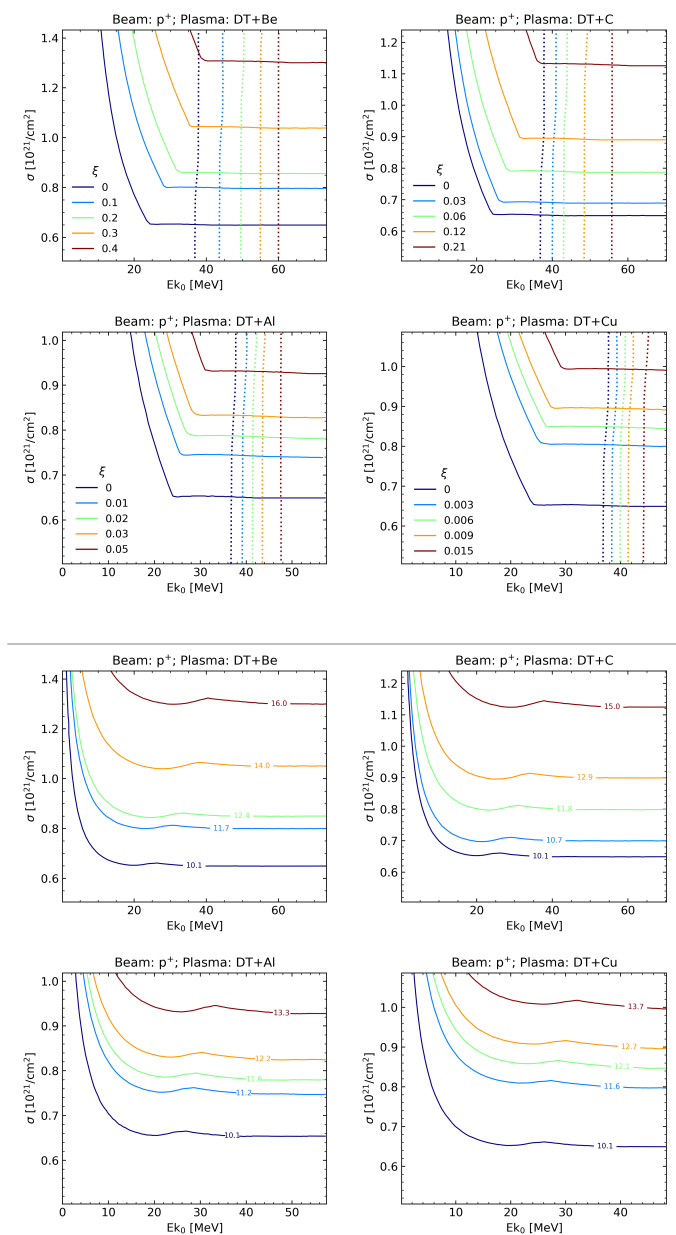 Beam: p⁺; Plasma: DT+Be
1.4
1.2
1.0
0.8
0.6
σ [10²¹/cm²]
ξ
0
0.1
0.2
0.3
0.4
0 20 40 60
Ek₀ [MeV]
Beam: p⁺; Plasma: DT+C
1.2
1.1
1.0
0.9
0.8
0.7
0.6
σ [10²¹/cm²]
ξ
0
0.03
0.06
0.12
0.21
20 40 60
Ek₀ [MeV]
Beam: p⁺; Plasma: DT+Al
1.0
0.9
0.8
0.7
0.6
σ [10²¹/cm²]
ξ
0
0.01
0.02
0.03
0.05
0 10 20 30 40 50
Ek₀ [MeV]
Beam: p⁺; Plasma: DT+Cu
1.0
0.9
0.8
0.7
0.6
σ [10²¹/cm²]
ξ
0
0.003
0.006
0.009
0.015
10 20 30 40
Ek₀ [MeV]
Beam: p⁺; Plasma: DT+Be
1.4
1.2
1.0
0.8
0.6
σ [10²¹/cm²]
16.0
14.0
12.4
11.7
10.1
0 20 40 60
Ek₀ [MeV]
Beam: p⁺; Plasma: DT+C
1.2
1.1
1.0
0.9
0.8
0.7
0.6
σ [10²¹/cm²]
15.0
12.9
11.8
10.7
10.1
20 40 60
Ek₀ [MeV]
Beam: p⁺; Plasma: DT+Al
1.0
0.9
0.8
0.7
0.6
σ [10²¹/cm²]
13.3
12.2
11.6
11.2
10.1
0 10 20 30 40 50
Ek₀ [MeV]
Beam: p⁺; Plasma: DT+Cu
1.0
0.9
0.8
0.7
0.6
σ [10²¹/cm²]
13.7
12.7
12.1
11.6
10.1
10 20 30 40
Ek₀ [MeV]